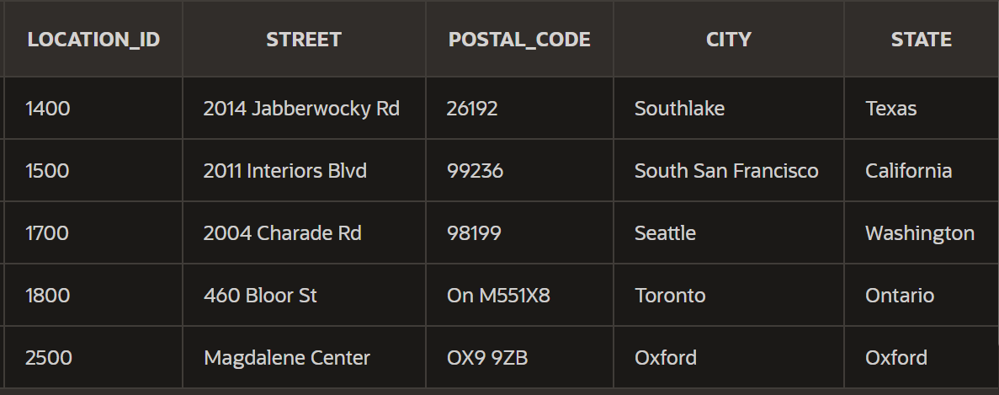 LOCATION_ID STREET POSTAL_CODE CITY STATE
1400 2014 Jabberwocky Rd 26192 Southlake Texas
1500 2011 Interiors Blvd 99236 South San Francisco California
1700 2004 Charade Rd 98199 Seattle Washington
1800 460 Bloor St On M551X8 Toronto Ontario
2500 Magdalene Center OX9 9ZB Oxford Oxford